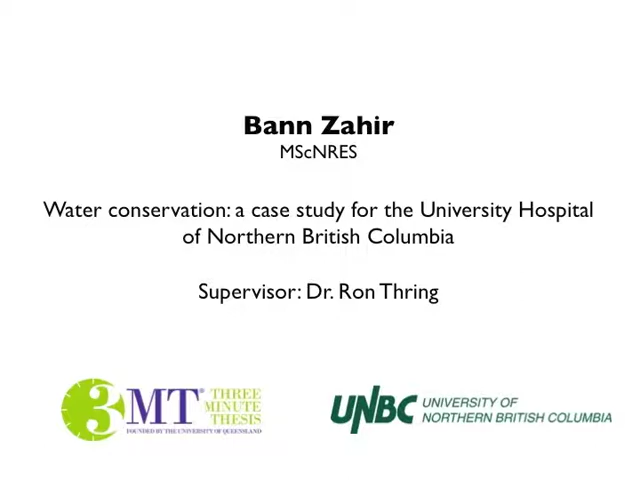 Bann Zahir
MScNRES
Water conservation: a case study for the University Hospital
of Northern British Columbia
Supervisor: Dr. Ron Thring
3MT® THREE
MINUTE
THESIS
FOUNDED BY THE UNIVERSITY OF QUEENSLAND
UNBC UNIVERSITY OF
NORTHERN BRITISH COLUMBIA